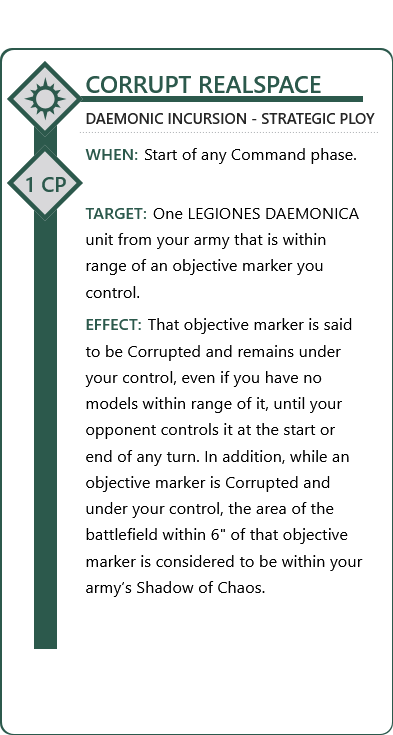 CORRUPT REALSPACE
DAEMONIC INCURSION - STRATEGIC PLOY
WHEN: Start of any Command phase.
1 CP
TARGET: One LEGIONES DAEMONICA
unit from your army that is within
range of an objective marker you
control.
EFFECT: That objective marker is said
to be Corrupted and remains under
your control, even if you have no
models within range of it, until your
opponent controls it at the start or
end of any turn. In addition, while an
objective marker is Corrupted and
under your control, the area of the
battlefield within 6" of that objective
marker is considered to be within your
army’s Shadow of Chaos.